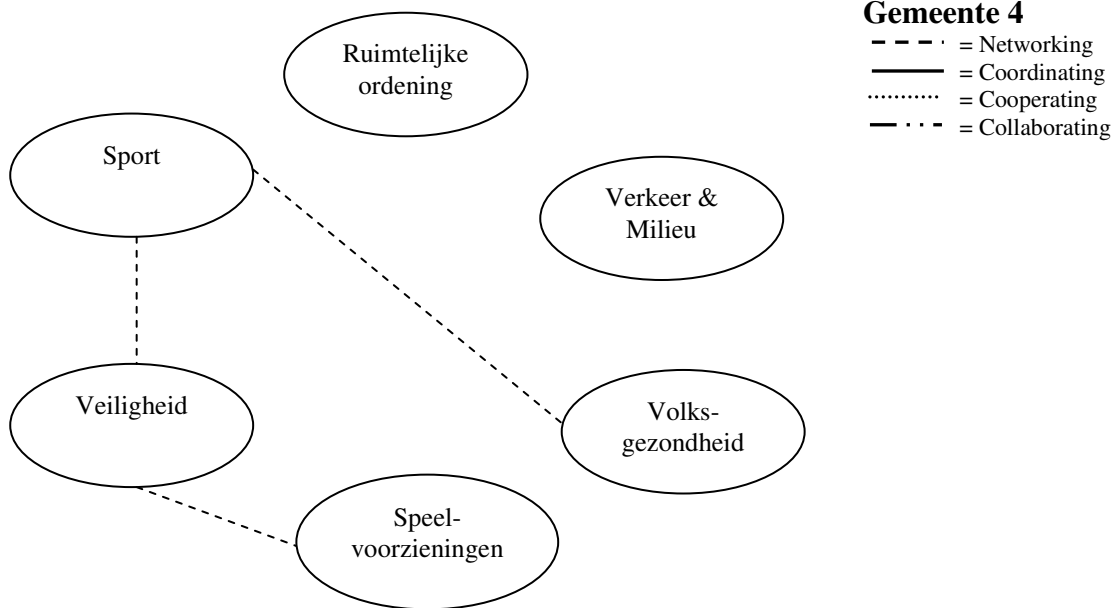 Gemeente 4
= Networking
= Coordinating
= Cooperating
= Collaborating
Ruimtelijke
ordening
Sport
Verkeer &
Milieu
Veiligheid
Volks-
gezondheid
Speel-
voorzieningen